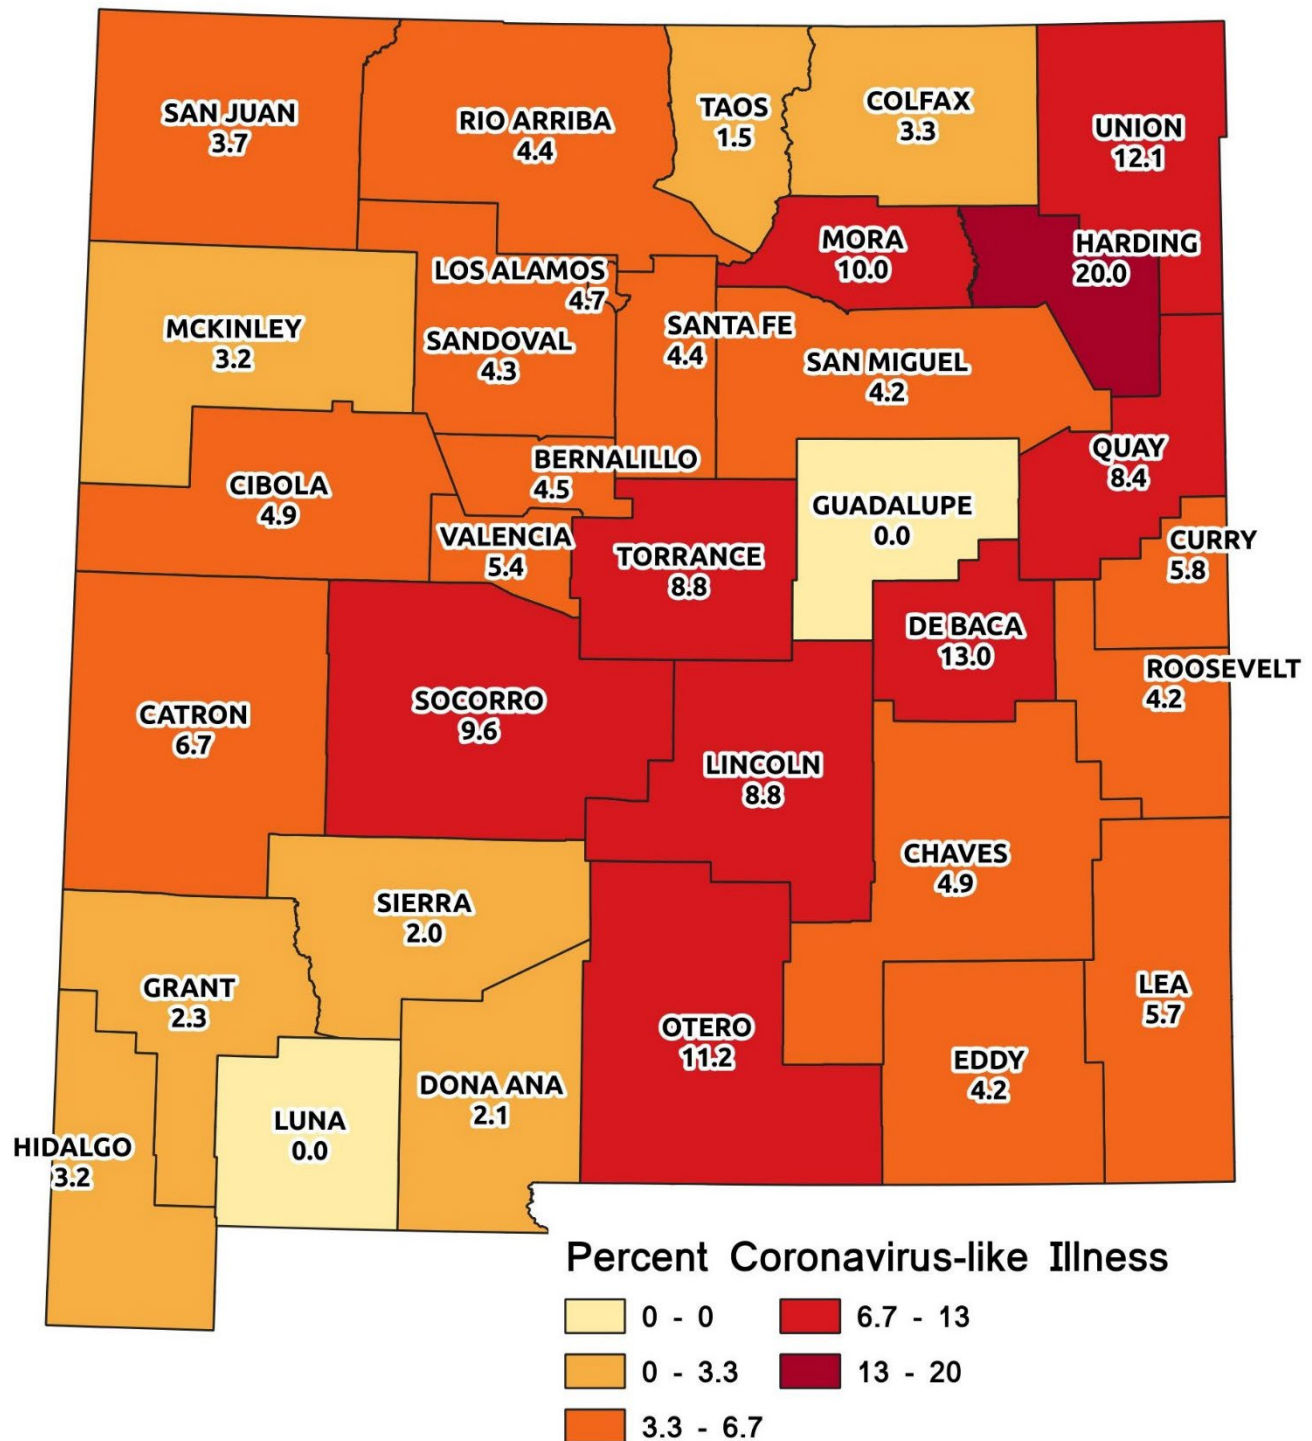 SAN JUAN
3.7
RIO ARRIBA
4.4
TAOS
1.5
COLFAX
3.3
UNION
12.1
MORA
10.0
HARDING
20.0
LOS ALAMOS
4.7
MCKINLEY
3.2
SANDOVAL
4.3
SANTA FE
4.4
SAN MIGUEL
4.2
QUAY
8.4
CIBOLA
4.9
BERNALILLO
4.5
GUADALUPE
0.0
VALENCIA
5.4
TORRANCE
8.8
CURRY
5.8
DE BACA
13.0
ROOSEVELT
4.2
CATRON
6.7
SOCORRO
9.6
LINCOLN
8.8
CHAVES
4.9
SIERRA
2.0
GRANT
2.3
LEA
5.7
OTERO
11.2
EDDY
4.2
DONA ANA
2.1
LUNA
0.0
HIDALGO
3.2
Percent Coronavirus-like Illness
0 - 0
0 - 3.3
3.3 - 6.7
6.7 - 13
13 - 20